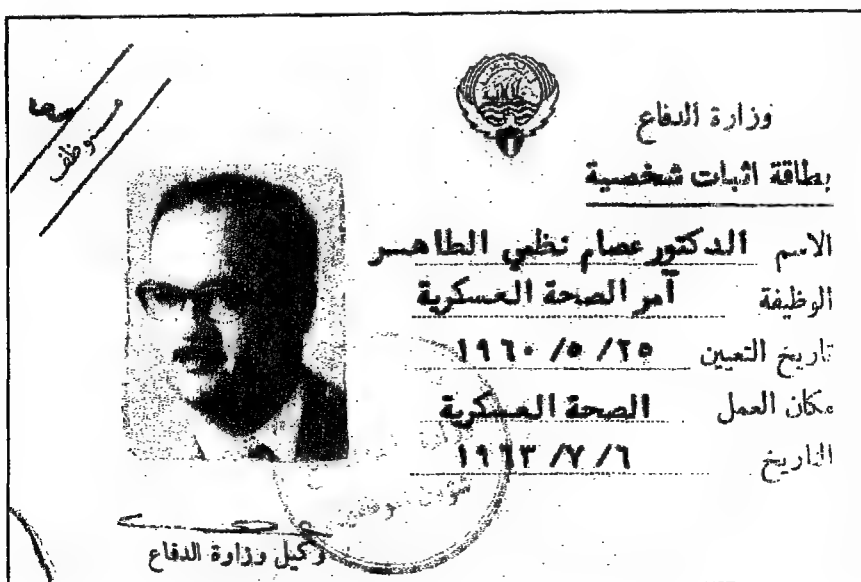 موظف
وزارة الدفاع
بطاقة اثبات شخصية
الاسم الدكتور عصام نظمي الطاهر
الوظيفة آمر الصحة العسكرية
تاريخ التعيين ٢٥ /٥ /١٩٦٠
مكان العمل الصحة العسكرية
التاريخ ٦ /٧ /١٩٦٣
وكيل وزارة الدفاع